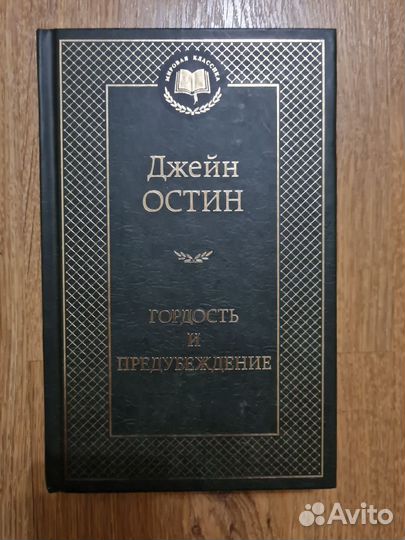 МИРОВАЯ КЛАССИКА
Джейн
ОСТИН
ГОРДОСТЬ
И
ПРЕДУБЕЖДЕНИЕ
Avito